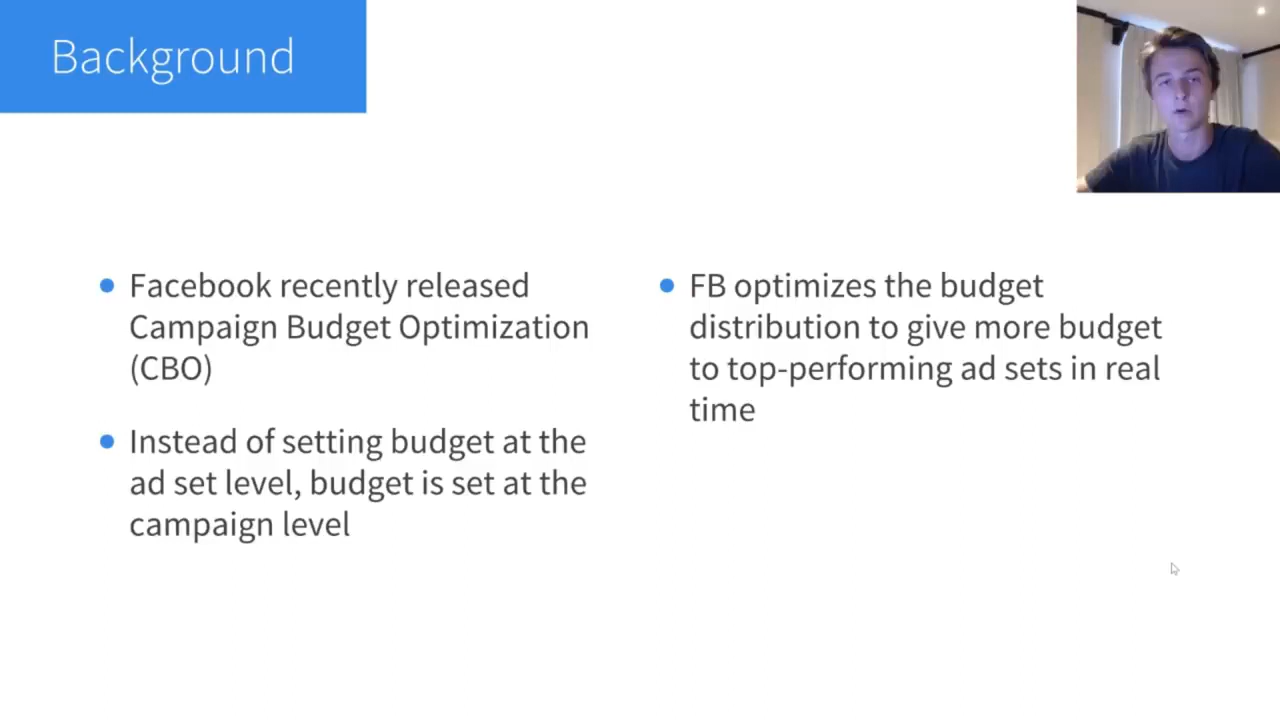 Background
Facebook recently released
Campaign Budget Optimization
(CBO)
Instead of setting budget at the
ad set level, budget is set at the
campaign level
FB optimizes the budget
distribution to give more budget
to top-performing ad sets in real
time